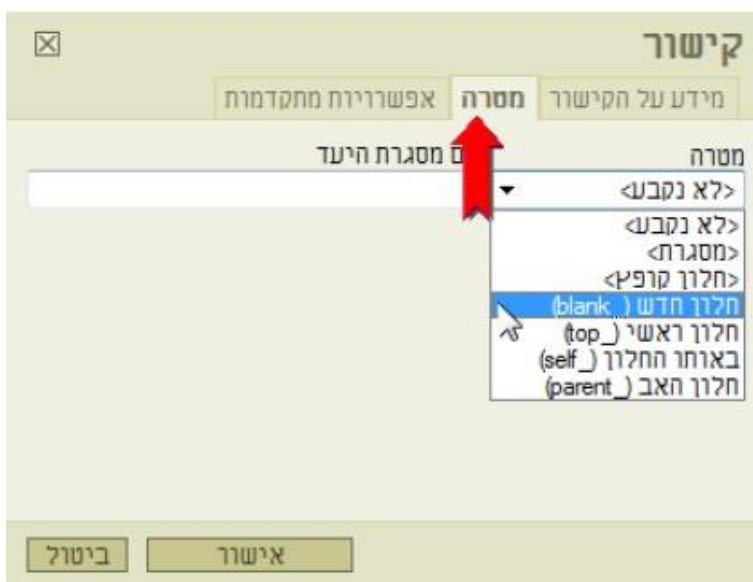 קישור
מידע על הקישור מטרה אפשרויות מתקדמות
מטרה ם מסגרת היעד
<לא נקבע>
<לא נקבע>
<מסגרת>
<חלון קופץ>
חלון חדש (_blank)
חלון ראשי (_top)
באותו החלון (_self)
חלון האב (_parent)
אישור ביטול